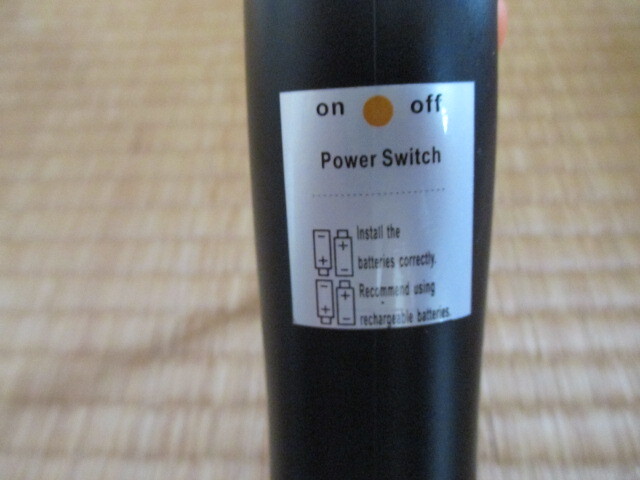 on off
Power Switch
Install the
batteries correctly.
Recommend using
rechargeable batteries.